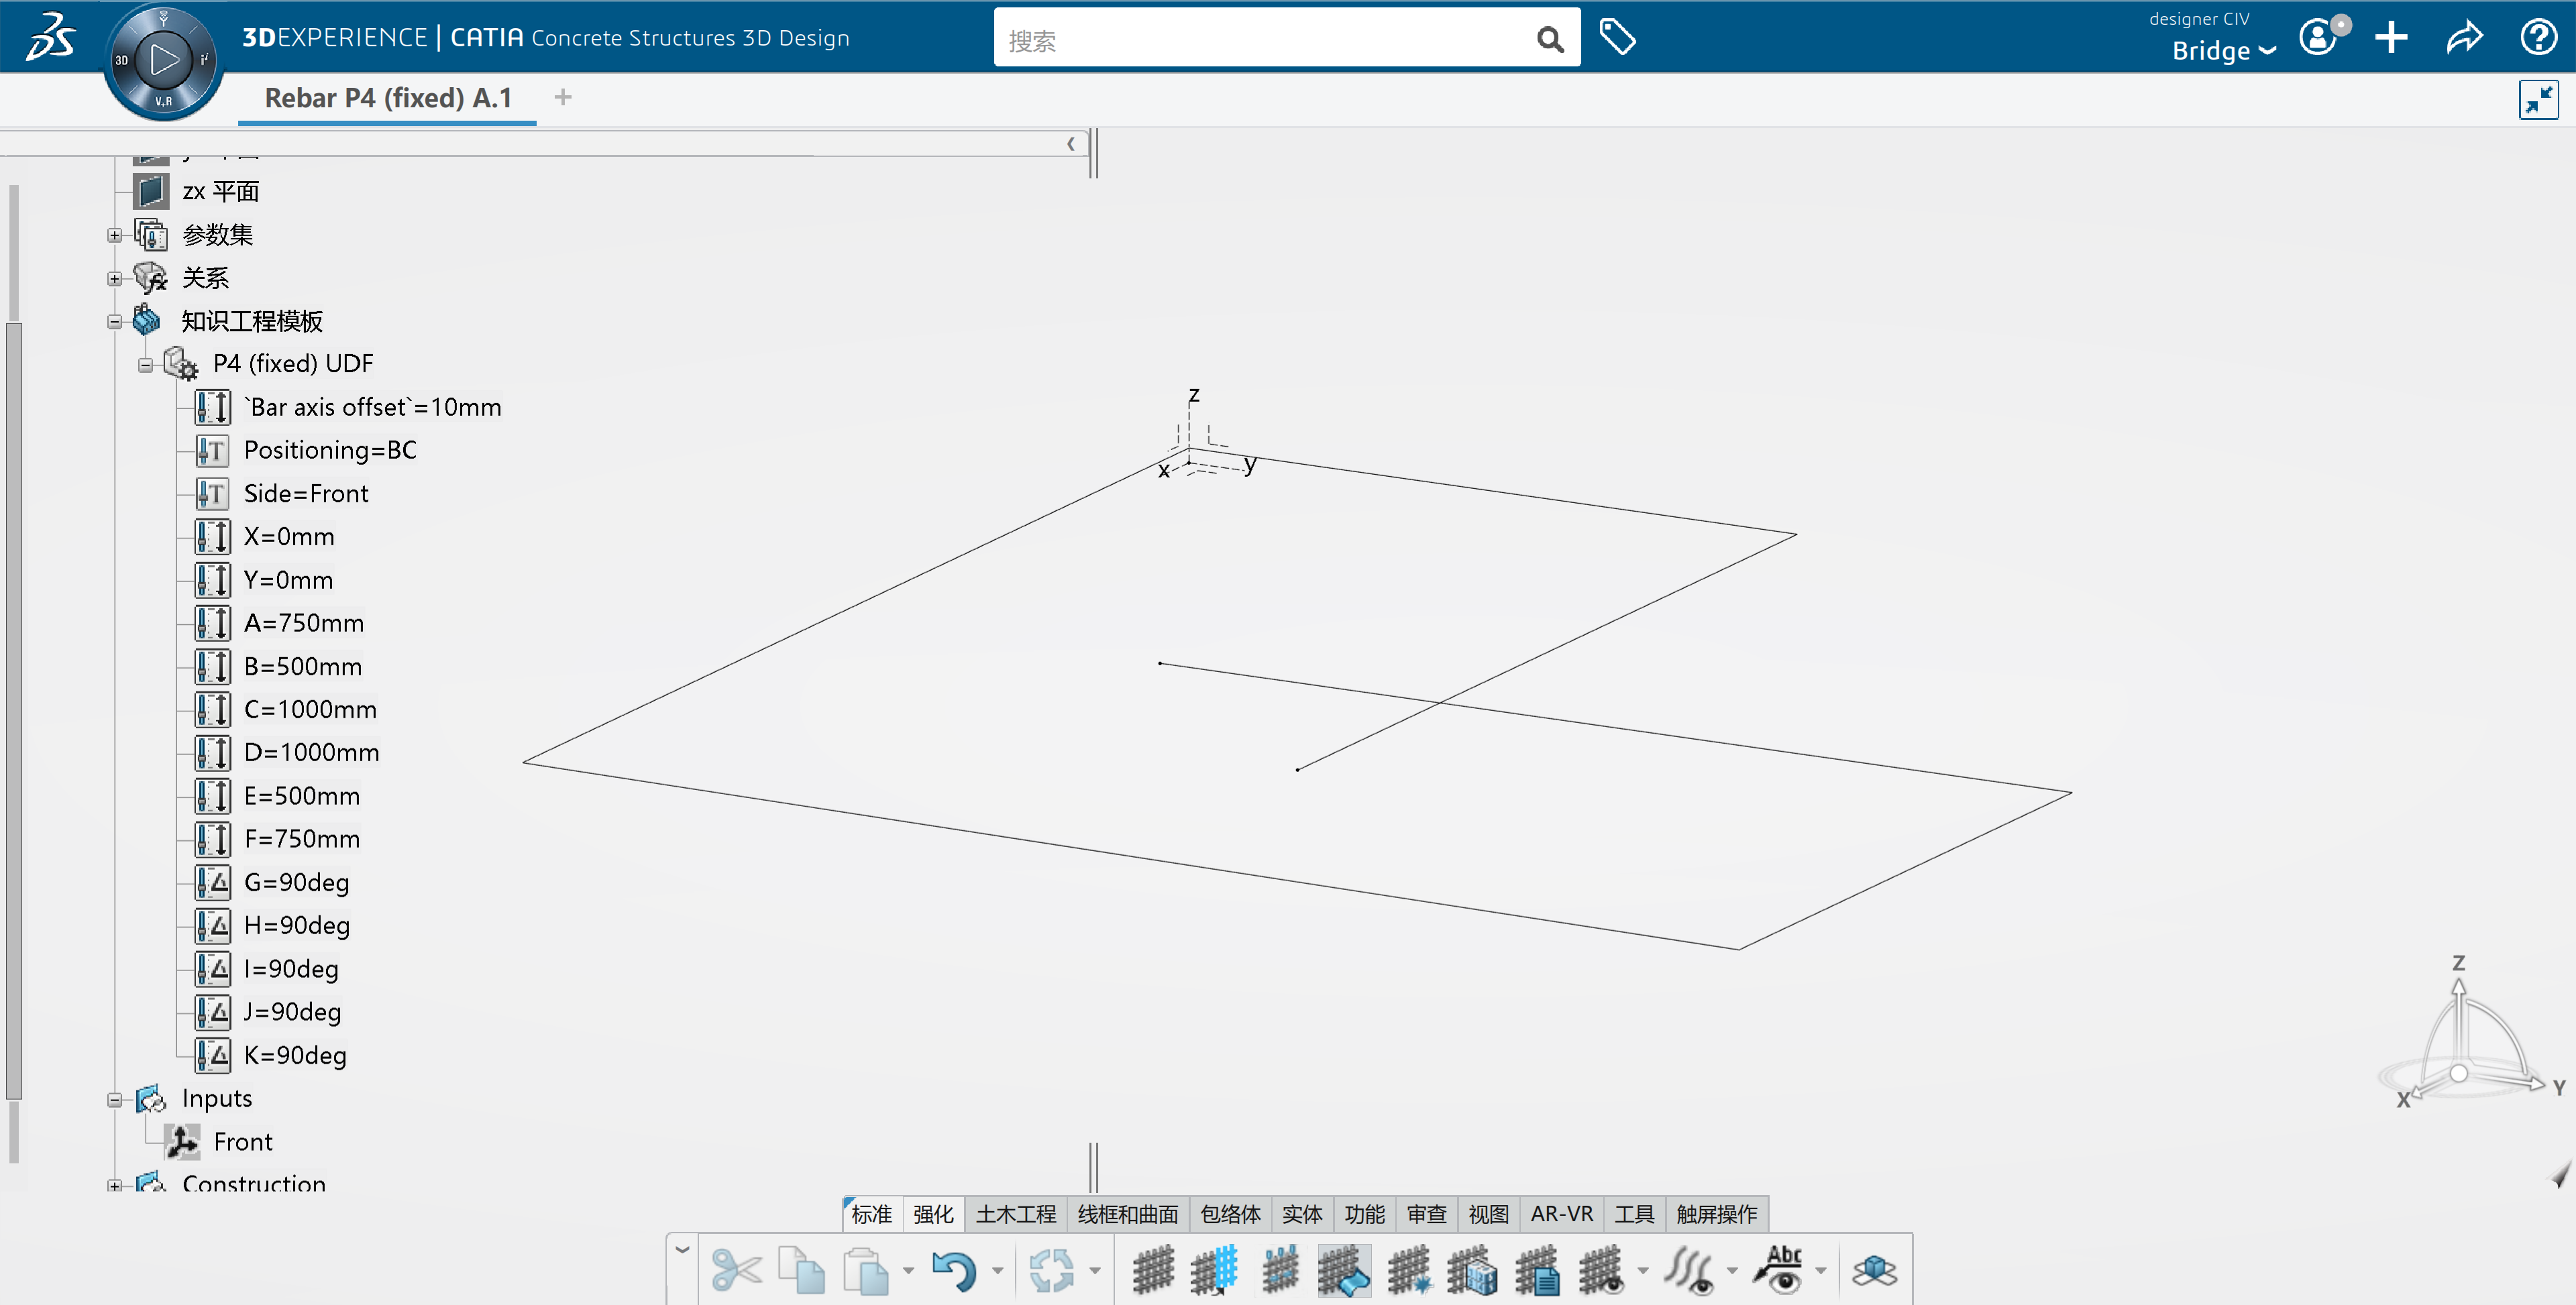 3DEXPERIENCE | CATIA Concrete Structures 3D Design
搜索
designer CIV
Bridge
3D
V,R
Rebar P4 (fixed) A.1
zx 平面
参数集
关系
知识工程模板
P4 (fixed) UDF
`Bar axis offset`=10mm
Positioning=BC
Side=Front
X=0mm
Y=0mm
A=750mm
B=500mm
C=1000mm
D=1000mm
E=500mm
F=750mm
G=90deg
H=90deg
I=90deg
J=90deg
K=90deg
Inputs
Front
Construction
z
x
y
Z
X
Y
标准 强化 土木工程 线框和曲面 包络体 实体 功能 审查 视图 AR-VR 工具 触屏操作
Abc